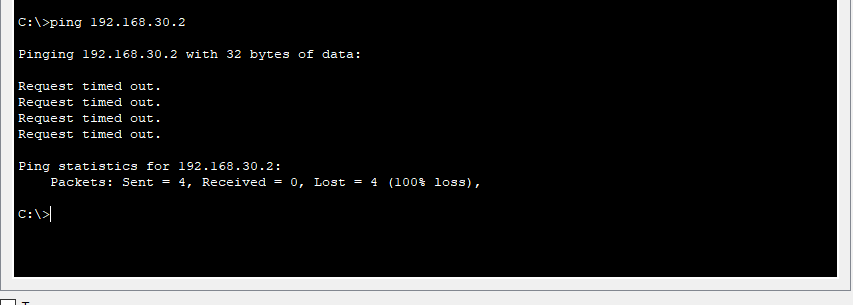 C:\>ping 192.168.30.2
Pinging 192.168.30.2 with 32 bytes of data:
Request timed out.
Request timed out.
Request timed out.
Request timed out.
Ping statistics for 192.168.30.2:
    Packets: Sent = 4, Received = 0, Lost = 4 (100% loss),
C:\>